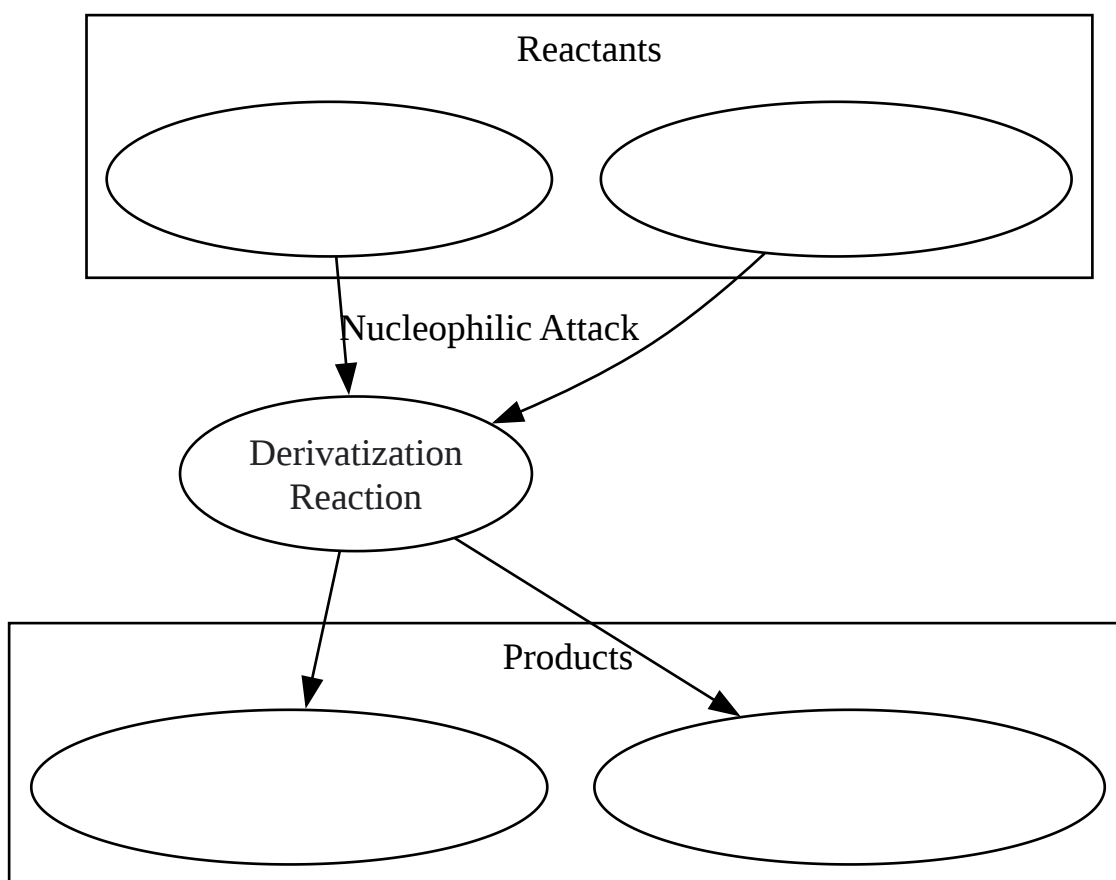 Reactants
Nucleophilic Attack
Derivatization
Reaction
Products